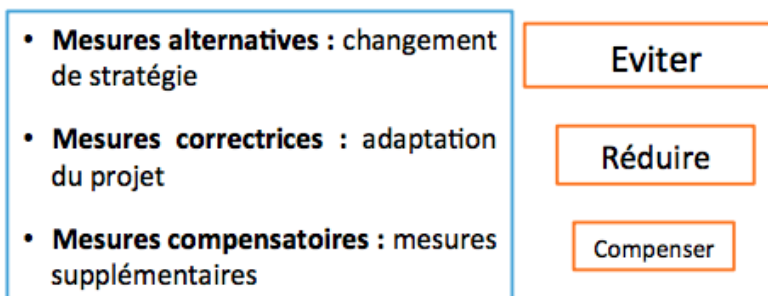 • Mesures alternatives : changement
de stratégie
Eviter
• Mesures correctrices : adaptation
du projet
Réduire
• Mesures compensatoires : mesures
supplémentaires
Compenser